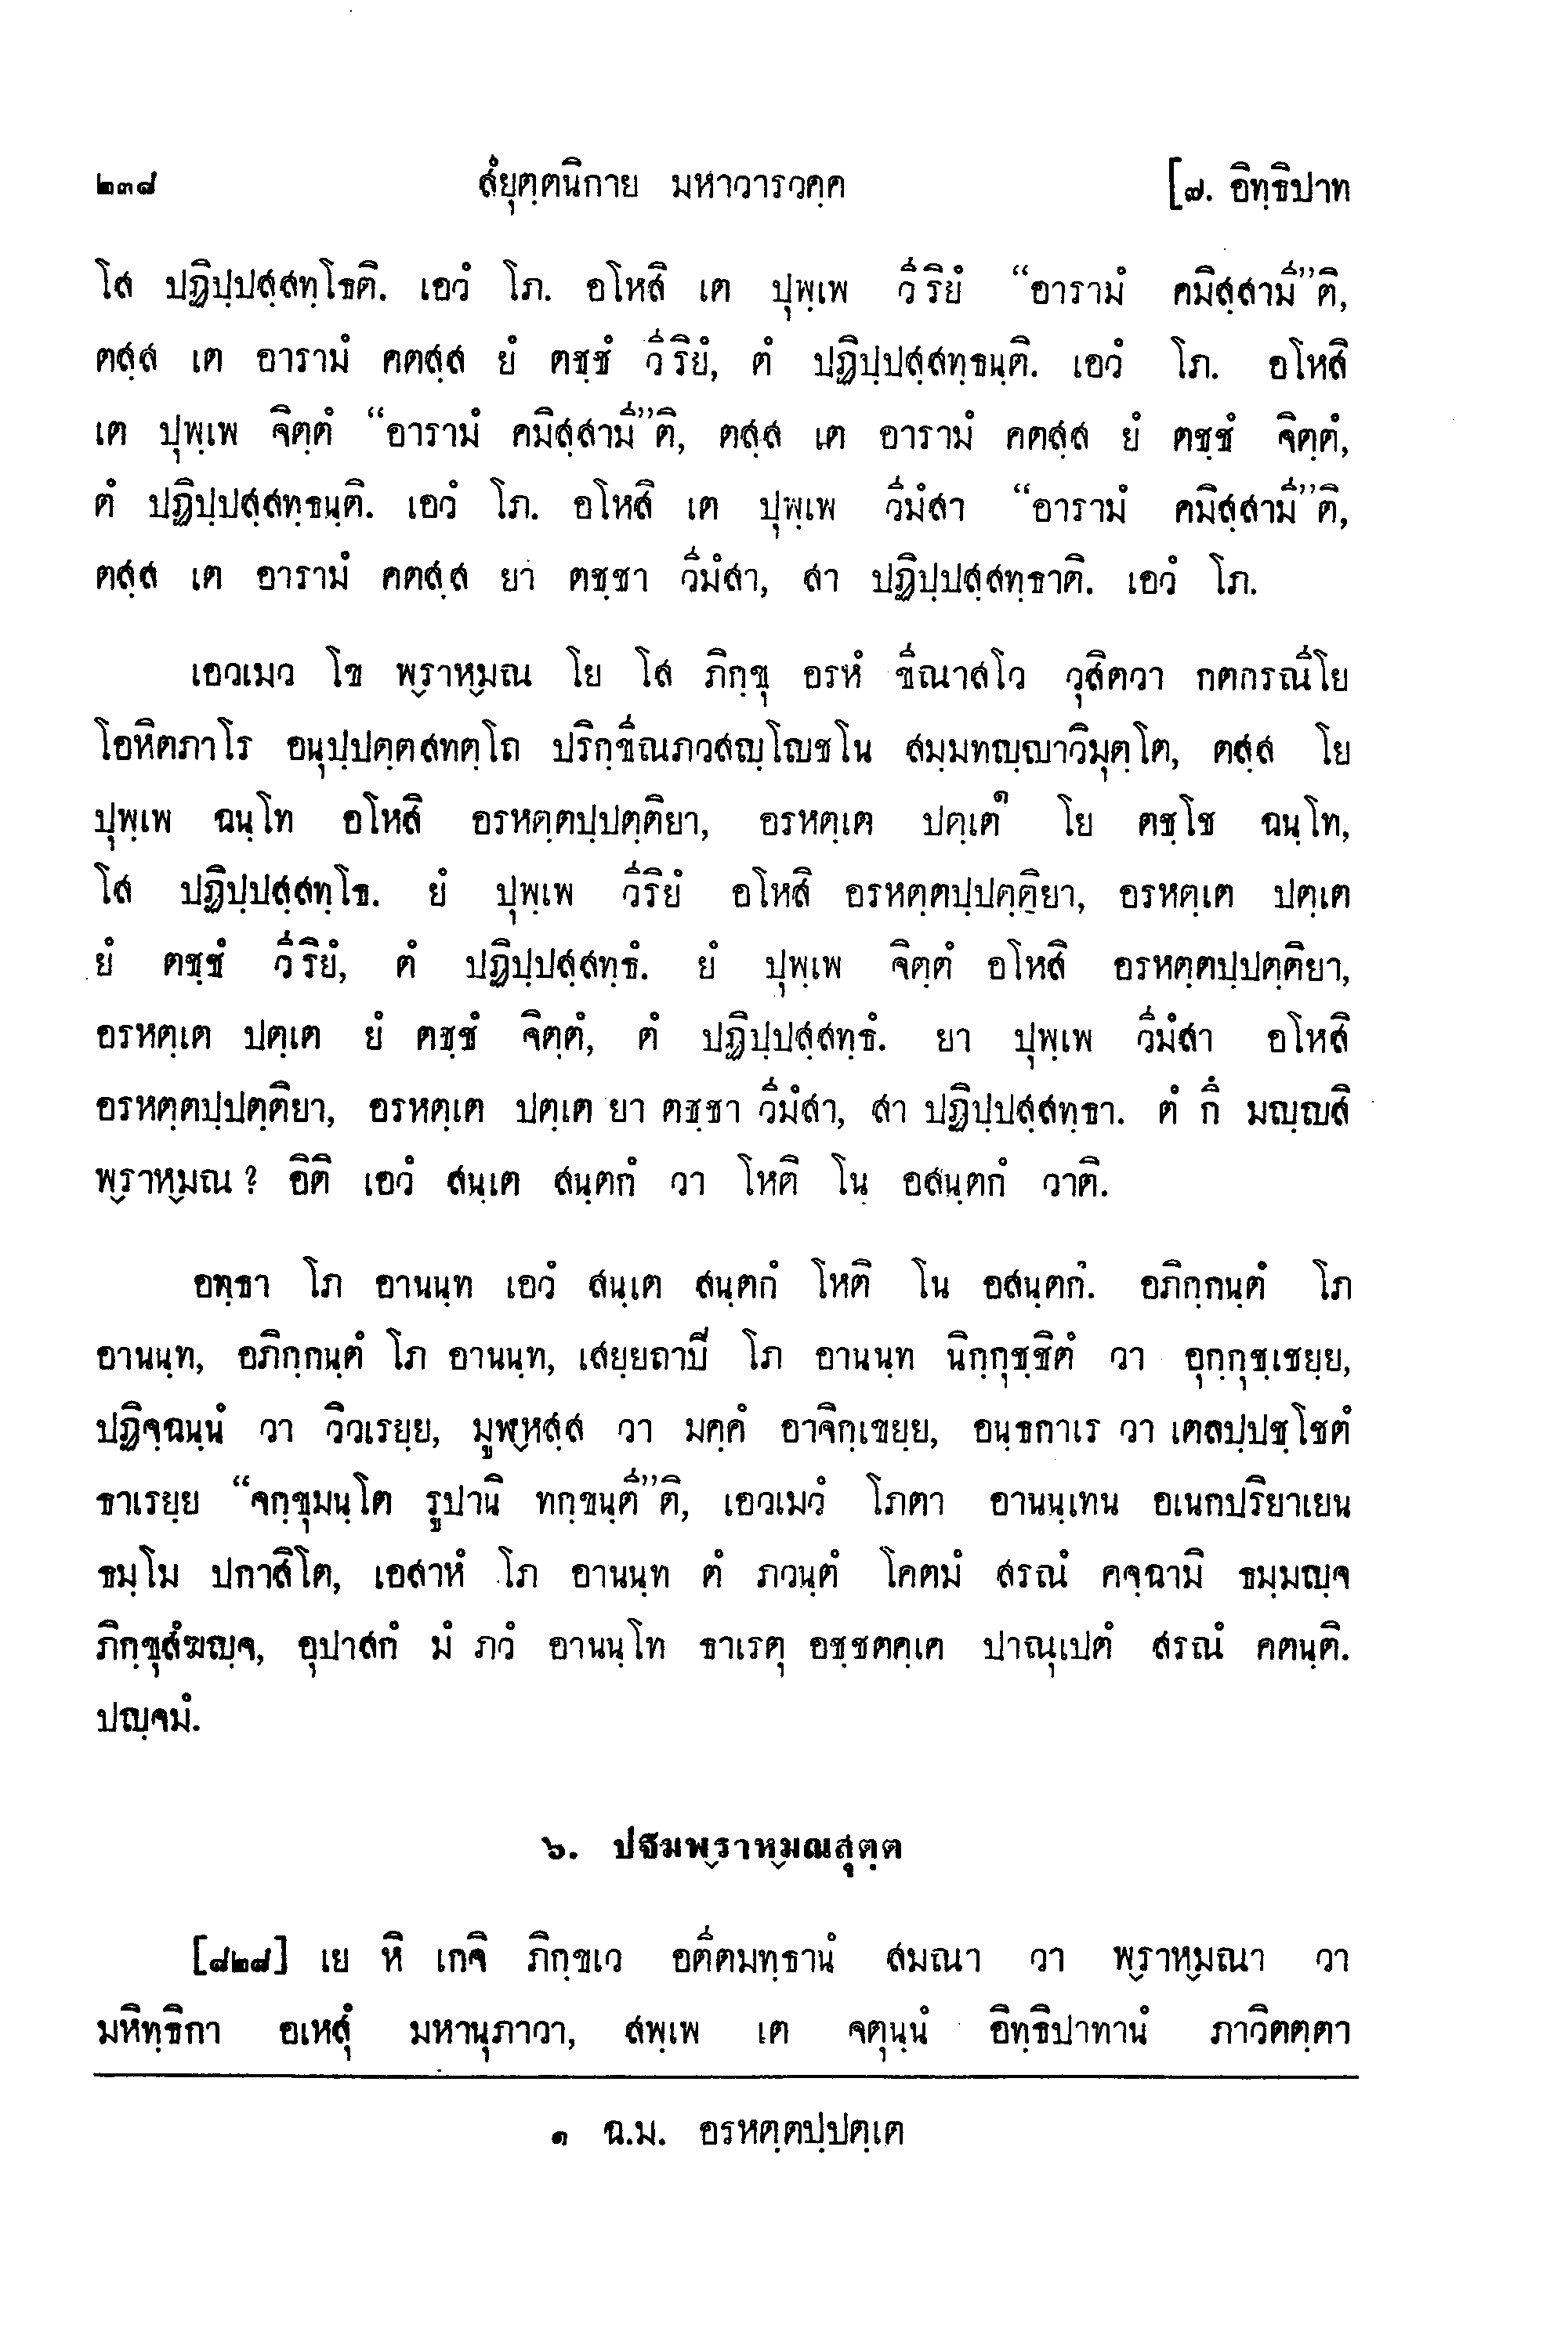 ๒๓๘ สํยุตฺตนิกาย มหาวารวคฺค [๗. อิทฺธิปาท
โส ปฏิปฺปสฺสทฺโธติ. เอวํ โภ. อโหสิ เต ปุพฺเพ วีริยํ “อารามํ คมิสฺสามี”ติ,
ตสฺส เต อารามํ คตสฺส ยํ ตชฺชํ วีริยํ, ตํ ปฏิปฺปสฺสทฺธนฺติ. เอวํ โภ. อโหสิ
เต ปุพฺเพ จิตฺตํ “อารามํ คมิสฺสามี”ติ, ตสฺส เต อารามํ คตสฺส ยํ ตชฺชํ จิตฺตํ,
ตํ ปฏิปฺปสฺสทฺธนฺติ. เอวํ โภ. อโหสิ เต ปุพฺเพ วีมํสา “อารามํ คมิสฺสามี”ติ,
ตสฺส เต อารามํ คตสฺส ยา ตชฺชา วีมํสา, สา ปฏิปฺปสฺสทฺธาติ. เอวํ โภ.
เอวเมว โข พฺราหฺมณ โย โส ภิกฺขุ อรหํ ขีณาสโว วุสิตวา กตกรณีโย
โอหิตภาโร อนุปฺปตฺตสทตฺโถ ปริกฺขีณภวสญฺโญชโน สมฺมทญฺญาวิมุตฺโต, ตสฺส โย
ปุพฺเพ ฉนฺโท อโหสิ อรหตฺตปฺปตฺติยา, อรหตฺเต ปตฺเต๑ โย ตชฺโช ฉนฺโท,
โส ปฏิปฺปสฺสทฺโธ. ยํ ปุพฺเพ วีริยํ อโหสิ อรหตฺตปฺปตฺติยา, อรหตฺเต ปตฺเต
ยํ ตชฺชํ วีริยํ, ตํ ปฏิปฺปสฺสทฺธํ. ยํ ปุพฺเพ จิตฺตํ อโหสิ อรหตฺตปฺปตฺติยา,
อรหตฺเต ปตฺเต ยํ ตชฺชํ จิตฺตํ, ตํ ปฏิปฺปสฺสทฺธํ. ยา ปุพฺเพ วีมํสา อโหสิ
อรหตฺตปฺปตฺติยา, อรหตฺเต ปตฺเต ยา ตชฺชา วีมํสา, สา ปฏิปฺปสฺสทฺธา. ตํ กึ มญฺญสิ
พฺราหฺมณ ? อิติ เอวํ สนฺเต สนฺตกํ วา โหติ โน อสนฺตกํ วาติ.
อทฺธา โภ อานนฺท เอวํ สนฺเต สนฺตกํ โหติ โน อสนฺตกํ. อภิกฺกนฺตํ โภ
อานนฺท, อภิกฺกนฺตํ โภ อานนฺท, เสยฺยถาปิ โภ อานนฺท นิกฺกุชฺชิตํ วา อุกฺกุชฺเชยฺย,
ปฏิจฺฉนฺนํ วา วิวเรยฺย, มูฬฺหสฺส วา มคฺคํ อาจิกฺเขยฺย, อนฺธกาเร วา เตลปฺปชฺโชตํ
ธาเรยฺย “จกฺขุมนฺโต รูปานิ ทกฺขนฺตี”ติ, เอวเมวํ โภตา อานนฺเทน อเนกปริยาเยน
ธมฺโม ปกาสิโต, เอสาหํ โภ อานนฺท ตํ ภวนฺตํ โคตมํ สรณํ คจฺฉามิ ธมฺมญฺจ
ภิกฺขุสํฆญฺจ, อุปาสกํ มํ ภวํ อานนฺโท ธาเรตุ อชฺชตคฺเค ปาณุเปตํ สรณํ คตนฺติ.
ปญฺจมํ.
๖. ปฐมพฺราหฺมณสุตฺต
[๘๒๘] เย หิ เกจิ ภิกฺขเว อตีตมทฺธานํ สมณา วา พฺราหฺมณา วา
มหิทฺธิกา อเหสุํ มหานุภาวา, สพฺเพ เต จตุนฺนํ อิทฺธิปาทานํ ภาวิตตฺตา
๑ ฉ.ม. อรหตฺตปฺปตฺเต